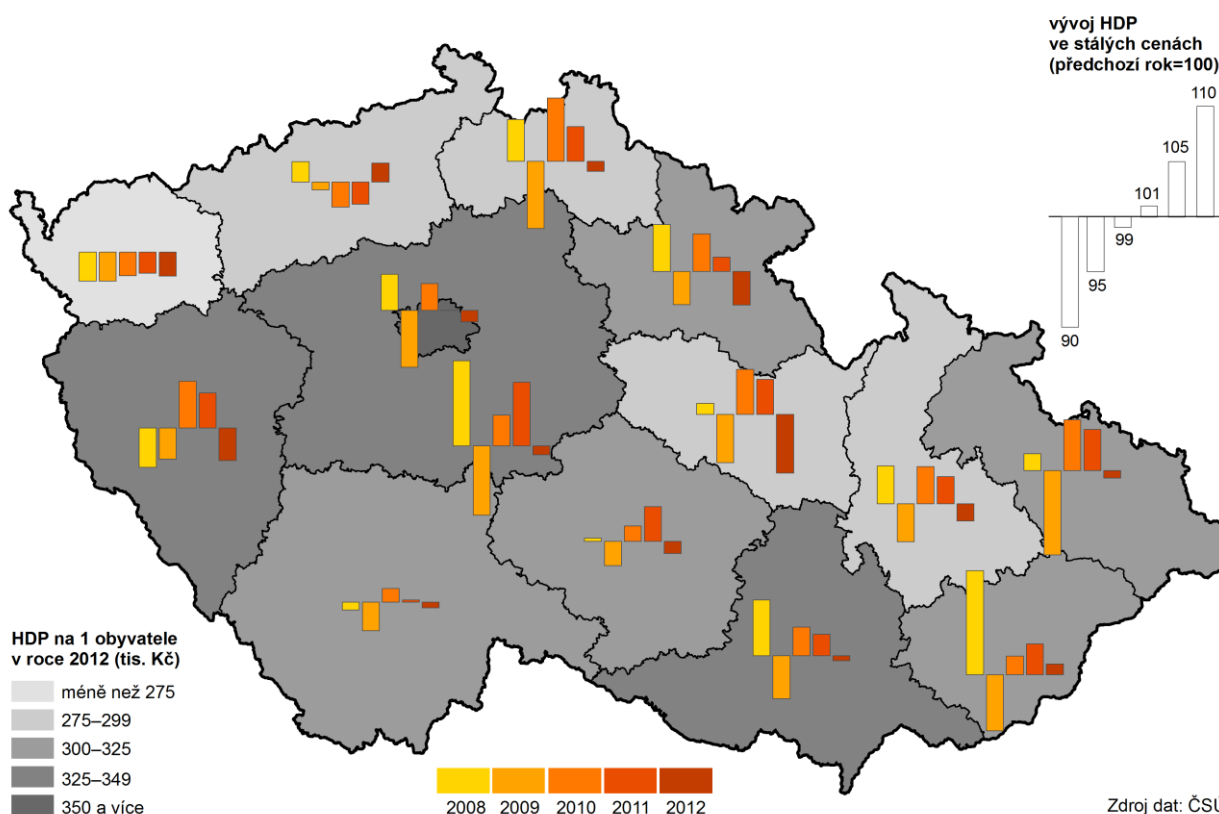 vývoj HDP
ve stálých cenách
(předchozí rok=100)
110
105
101
99
95
90
HDP na 1 obyvatele
v roce 2012 (tis. Kč)
méně než 275
275–299
300–325
325–349
350 a více
2008 2009 2010 2011 2012
Zdroj dat: ČSÚ